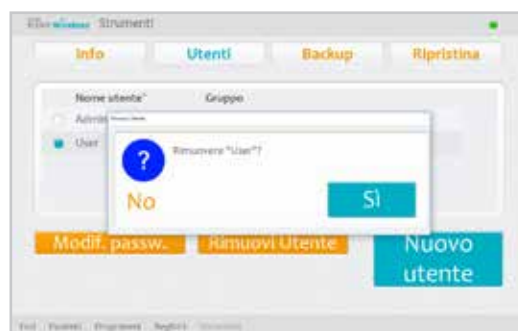 Strumenti
Info Utenti Backup Ripristina
Nome utente Gruppo
User
Rimuovere "User"?
No Sì
Modif. passw. Rimuovi Utente Nuovo utente